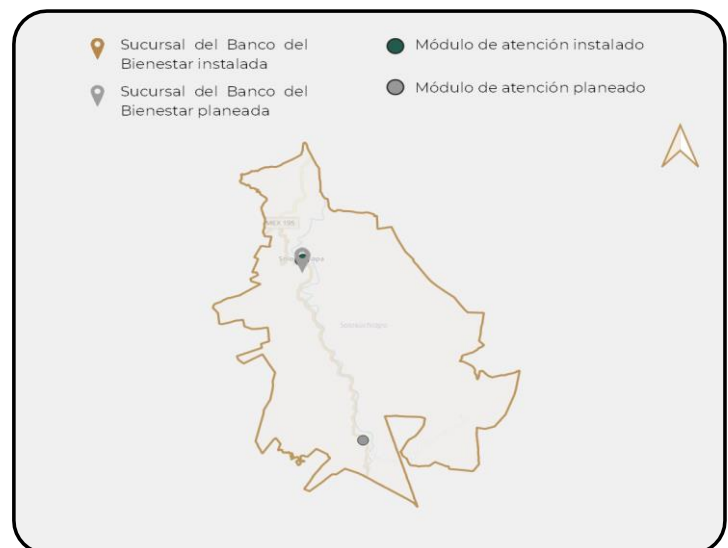 Sucursal del Banco del
Bienestar instalada
Sucursal del Banco del
Bienestar planeada
Módulo de atención instalado
Módulo de atención planeado